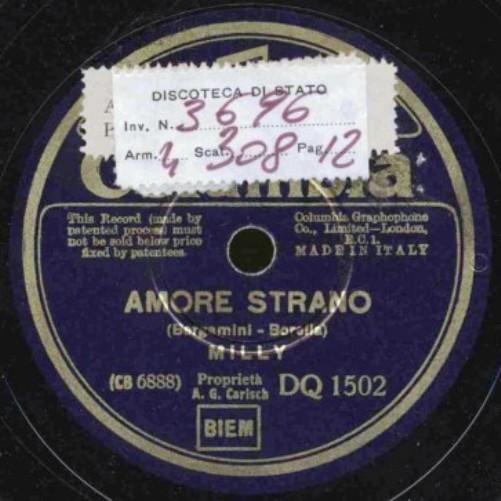 DISCOTECA DI STATO
Inv. N. 3696
Arm. 4 Scaf. 308 Pag. 12
This Record (made by
patented process) must
not be sold below price
fixed by patentees.
Columbia Graphophone
Co., Limited—London,
E.C.1.
MADE IN ITALY
AMORE STRANO
(Bergamini - Borella)
MILLY
(CB 6888) Proprietà
A. G. Carisch DQ 1502
BIEM